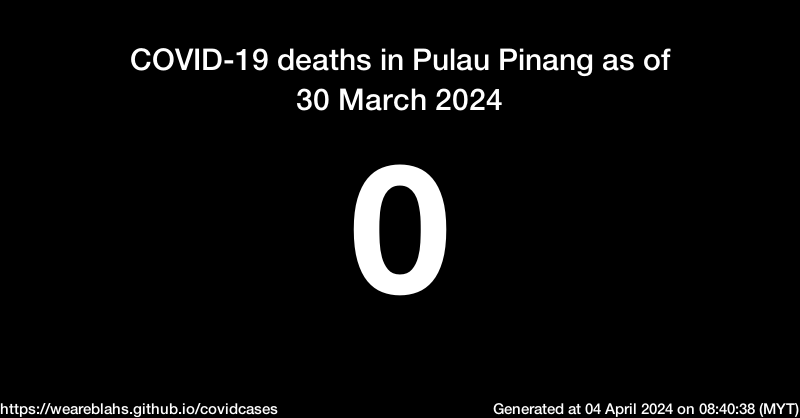 COVID-19 deaths in Pulau Pinang as of
30 March 2024
0
https://weareblahs.github.io/covidcases
Generated at 04 April 2024 on 08:40:38 (MYT)